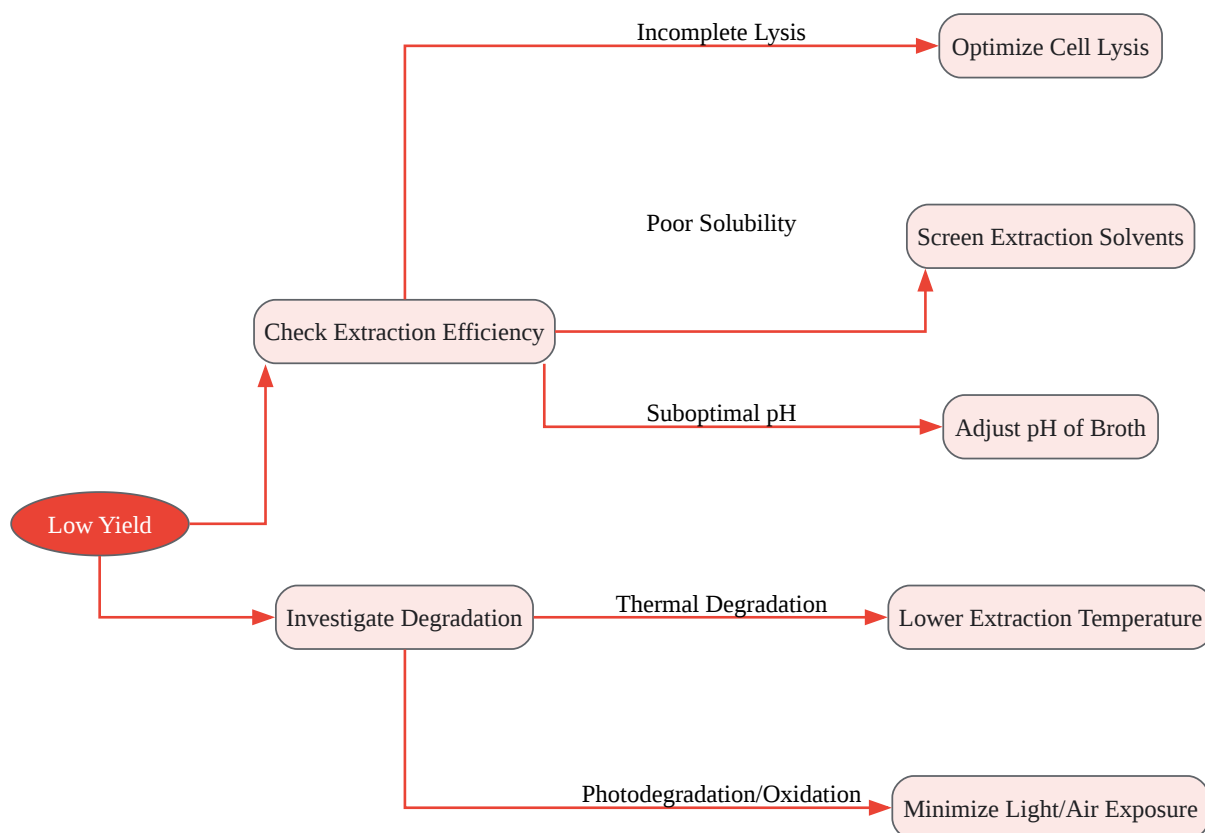 Incomplete Lysis
Optimize Cell Lysis
Poor Solubility
Screen Extraction Solvents
Check Extraction Efficiency
Suboptimal pH
Adjust pH of Broth
Low Yield
Investigate Degradation
Thermal Degradation
Lower Extraction Temperature
Photodegradation/Oxidation
Minimize Light/Air Exposure